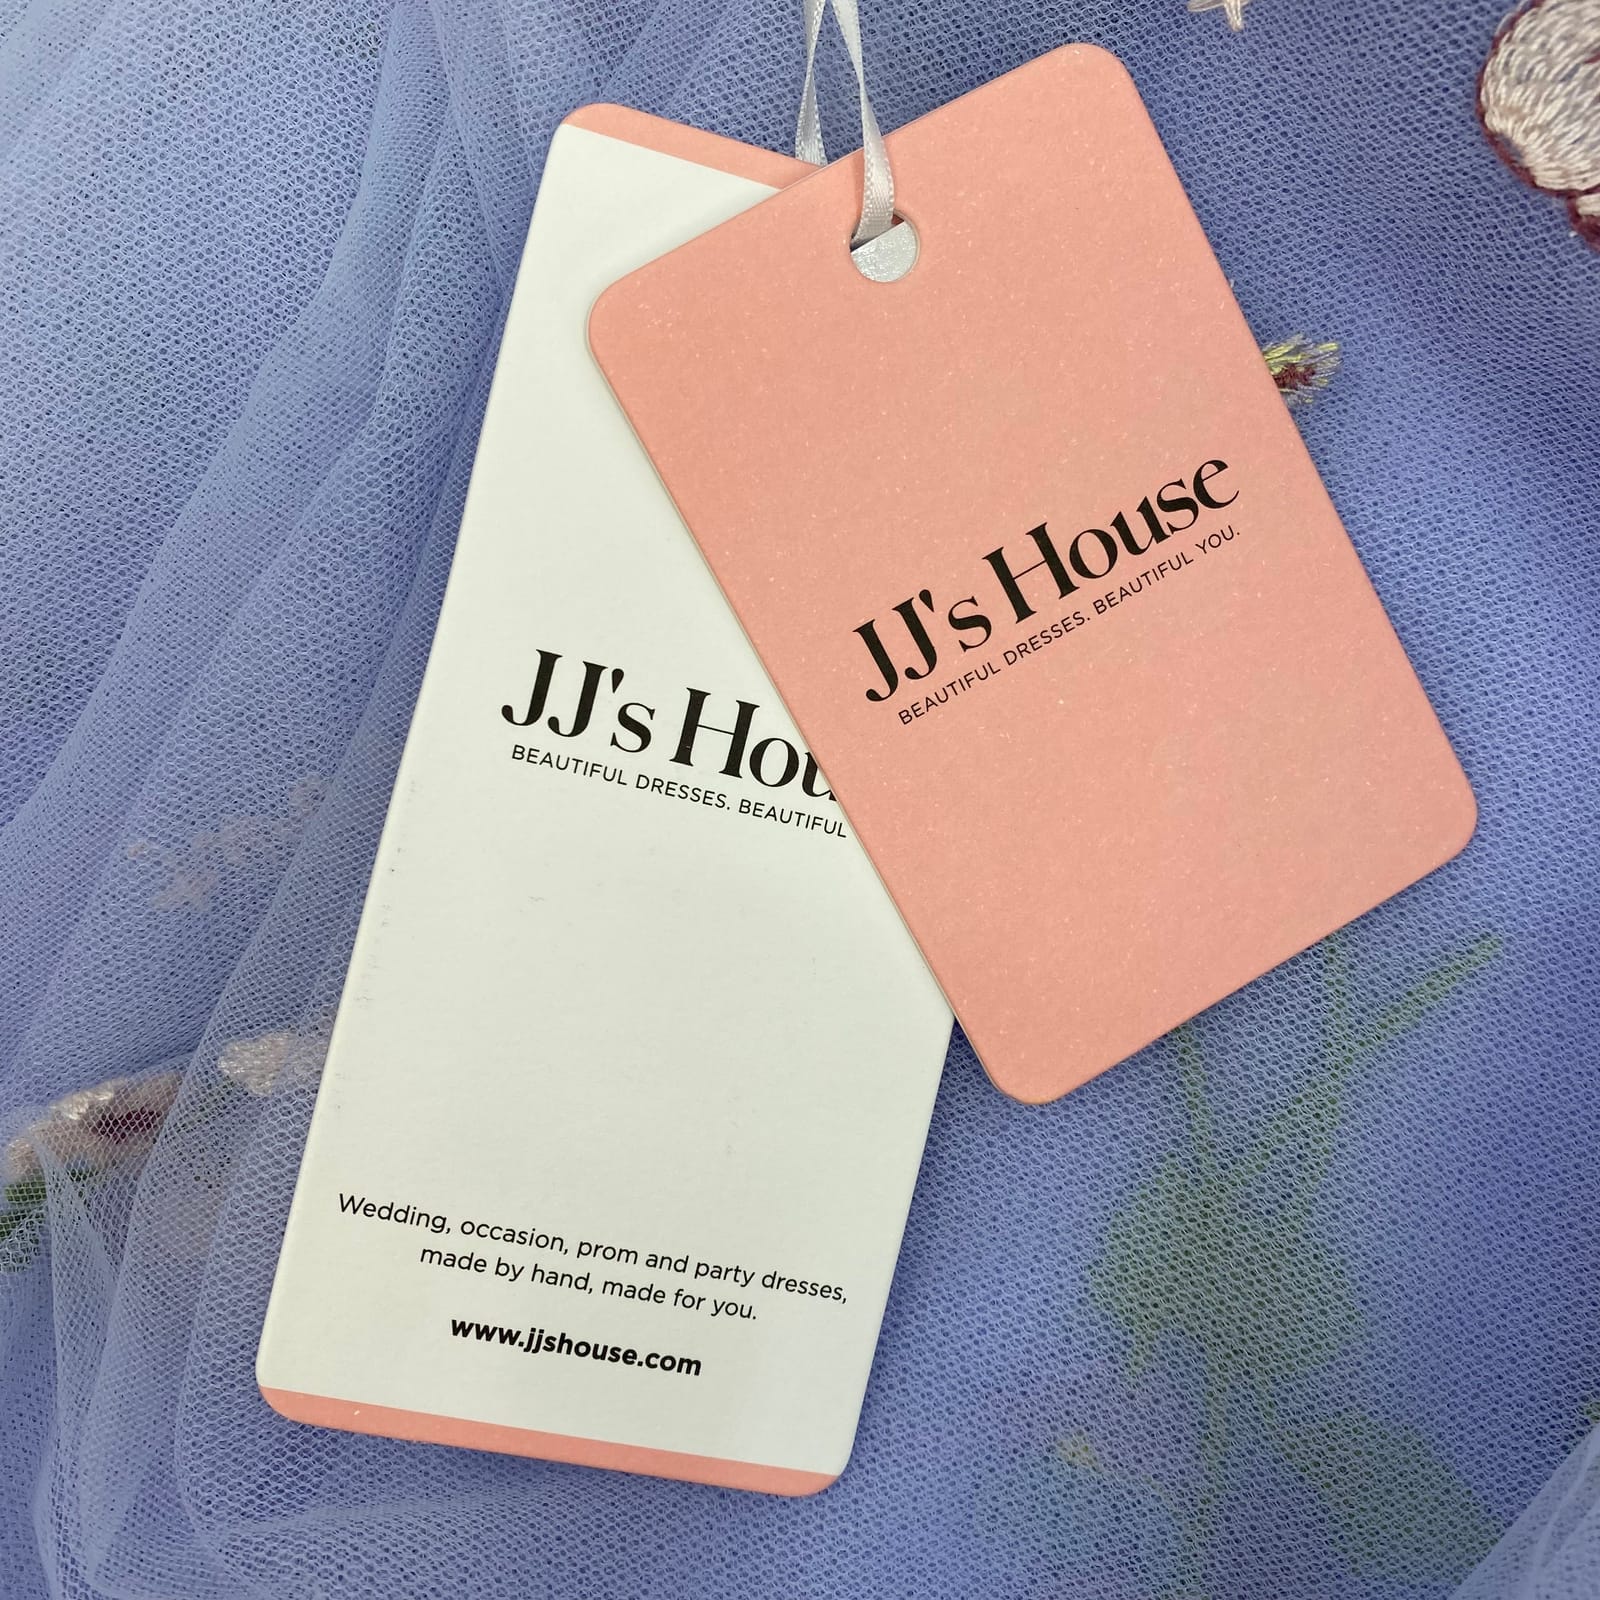 JJ's House
BEAUTIFUL DRESSES. BEAUTIFUL YOU.
JJ's Hou
BEAUTIFUL DRESSES. BEAUTIFUL
Wedding, occasion, prom and party dresses,
made by hand, made for you.
www.jjshouse.com